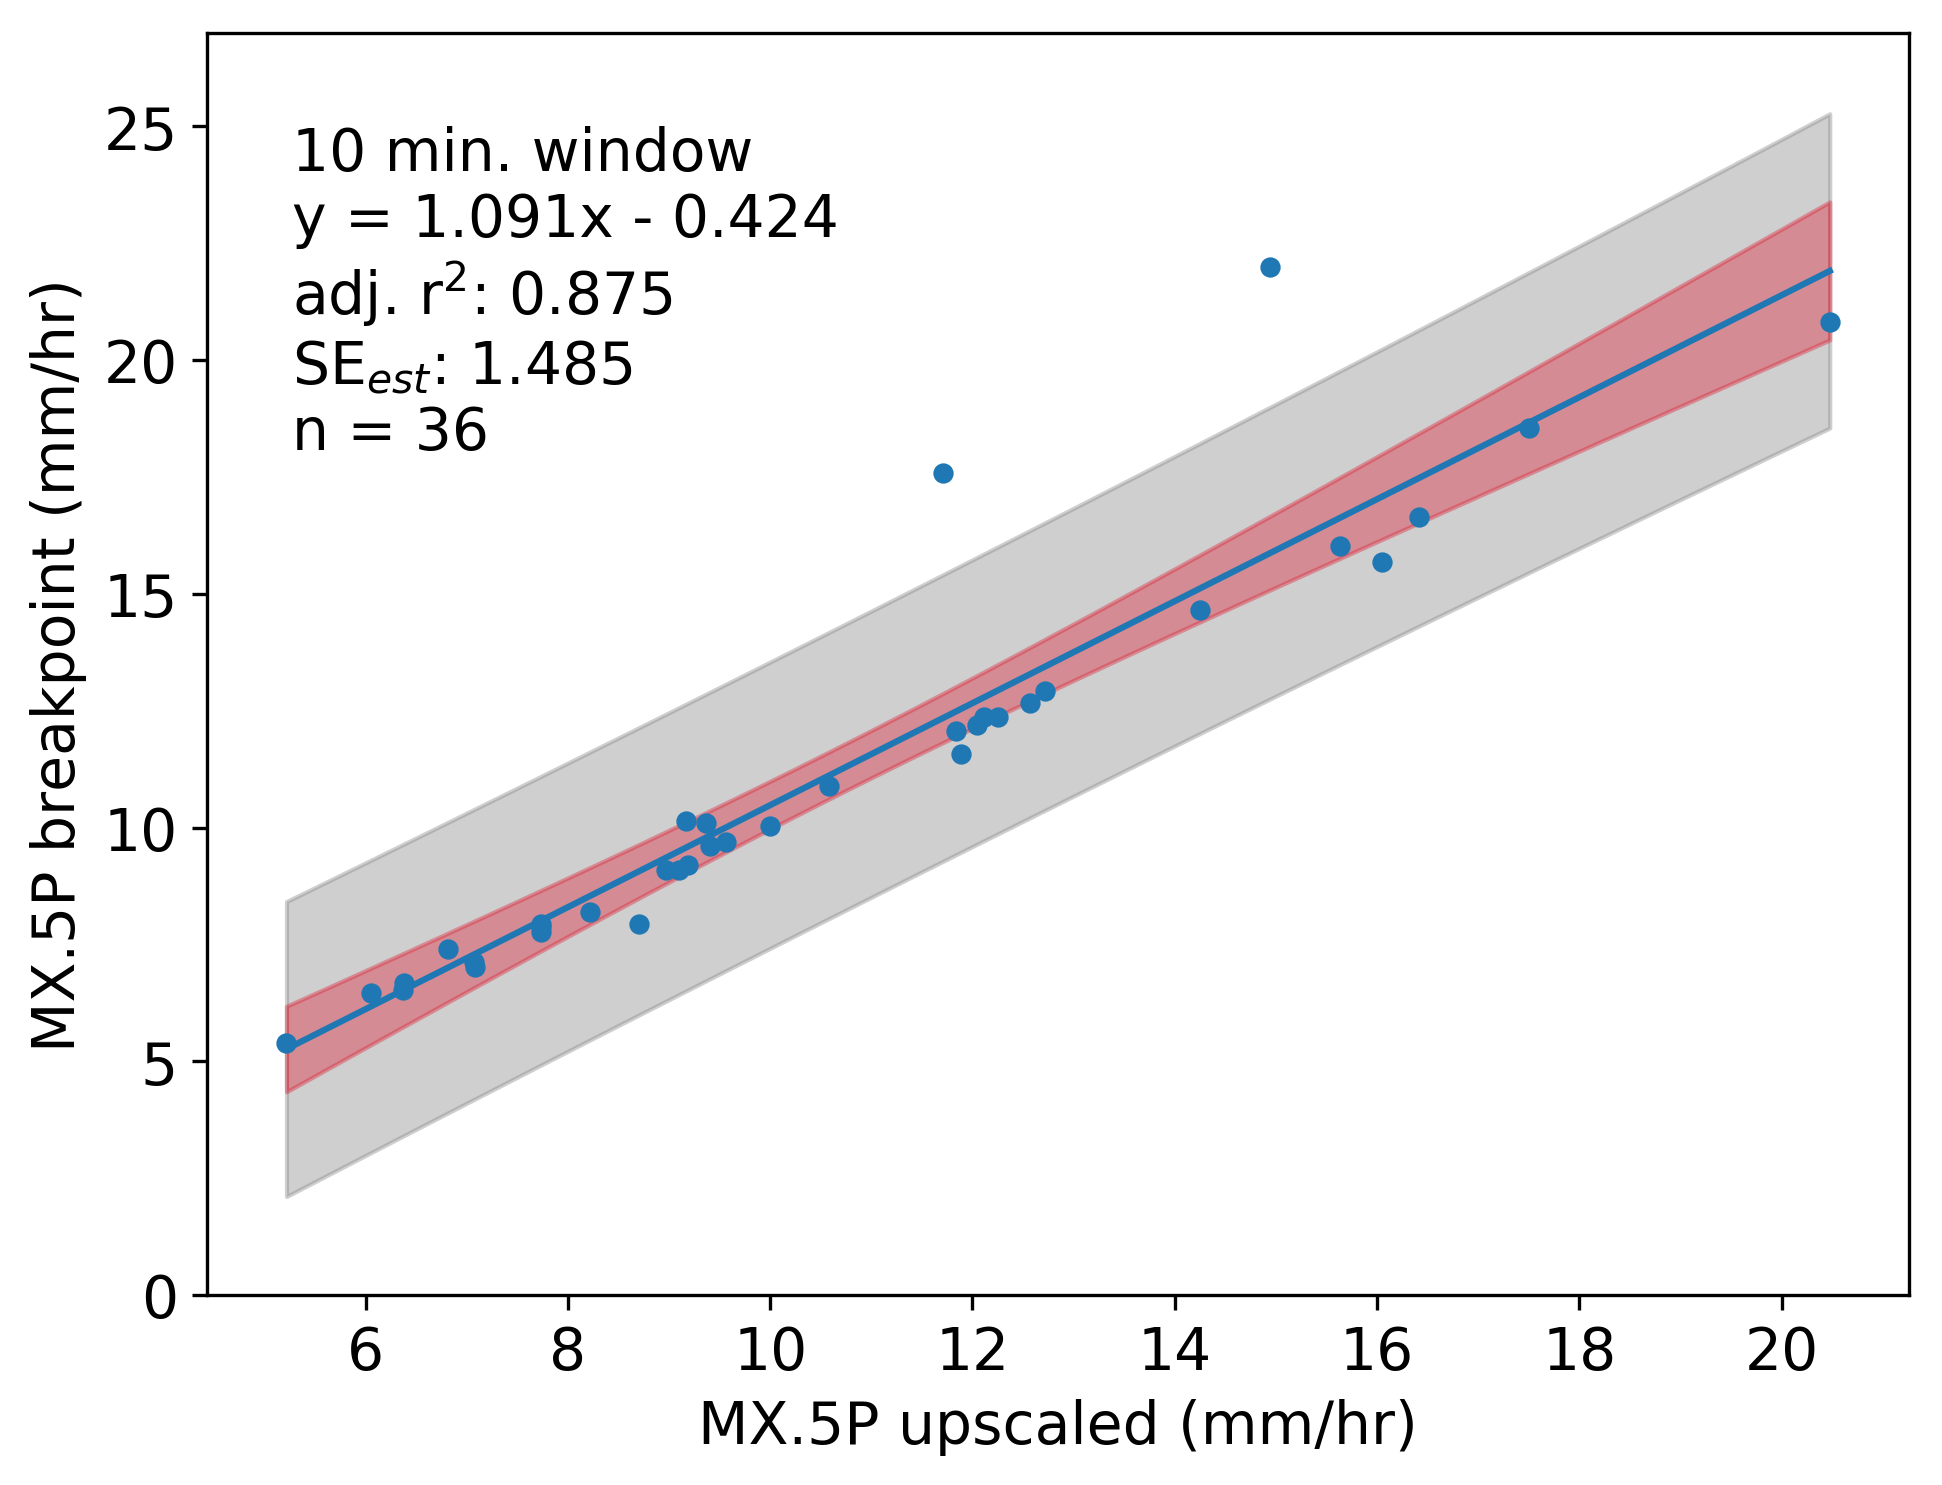 10 min. window
y = 1.091x - 0.424
adj. r²: 0.875
SEest: 1.485
n = 36
MX.5P breakpoint (mm/hr)
25
20
15
10
5
0
6 8 10 12 14 16 18 20
MX.5P upscaled (mm/hr)